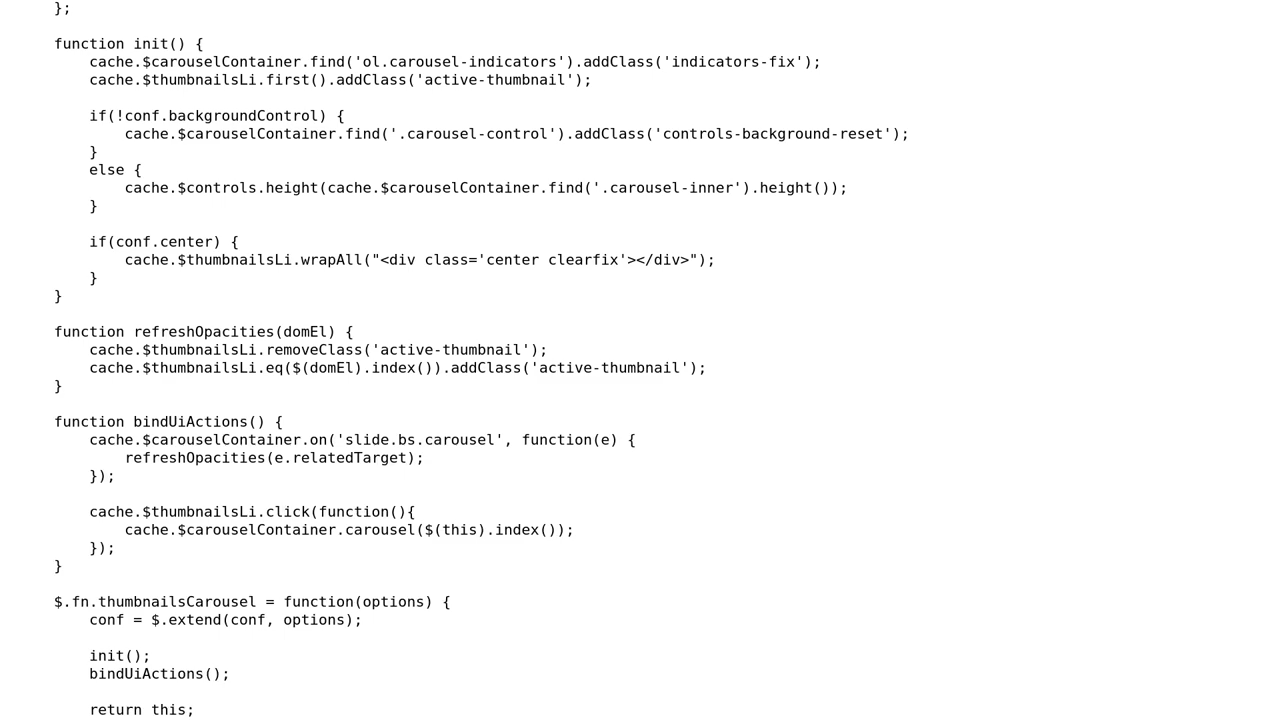 };
function init() {
cache.$carouselContainer.find('ol.carousel-indicators').addClass('indicators-fix');
cache.$thumbnailsLi.first().addClass('active-thumbnail');
if(!conf.backgroundControl) {
cache.$carouselContainer.find('.carousel-control').addClass('controls-background-reset');
}
else {
cache.$controls.height(cache.$carouselContainer.find('.carousel-inner').height());
}
if(conf.center) {
cache.$thumbnailsLi.wrapAll("<div class='center clearfix'></div>");
}
}
function refreshOpacities(domEl) {
cache.$thumbnailsLi.removeClass('active-thumbnail');
cache.$thumbnailsLi.eq($(domEl).index()).addClass('active-thumbnail');
}
function bindUiActions() {
cache.$carouselContainer.on('slide.bs.carousel', function(e) {
refreshOpacities(e.relatedTarget);
});
cache.$thumbnailsLi.click(function(){
cache.$carouselContainer.carousel($(this).index());
});
}
$.fn.thumbnailsCarousel = function(options) {
conf = $.extend(conf, options);
init();
bindUiActions();
return this;